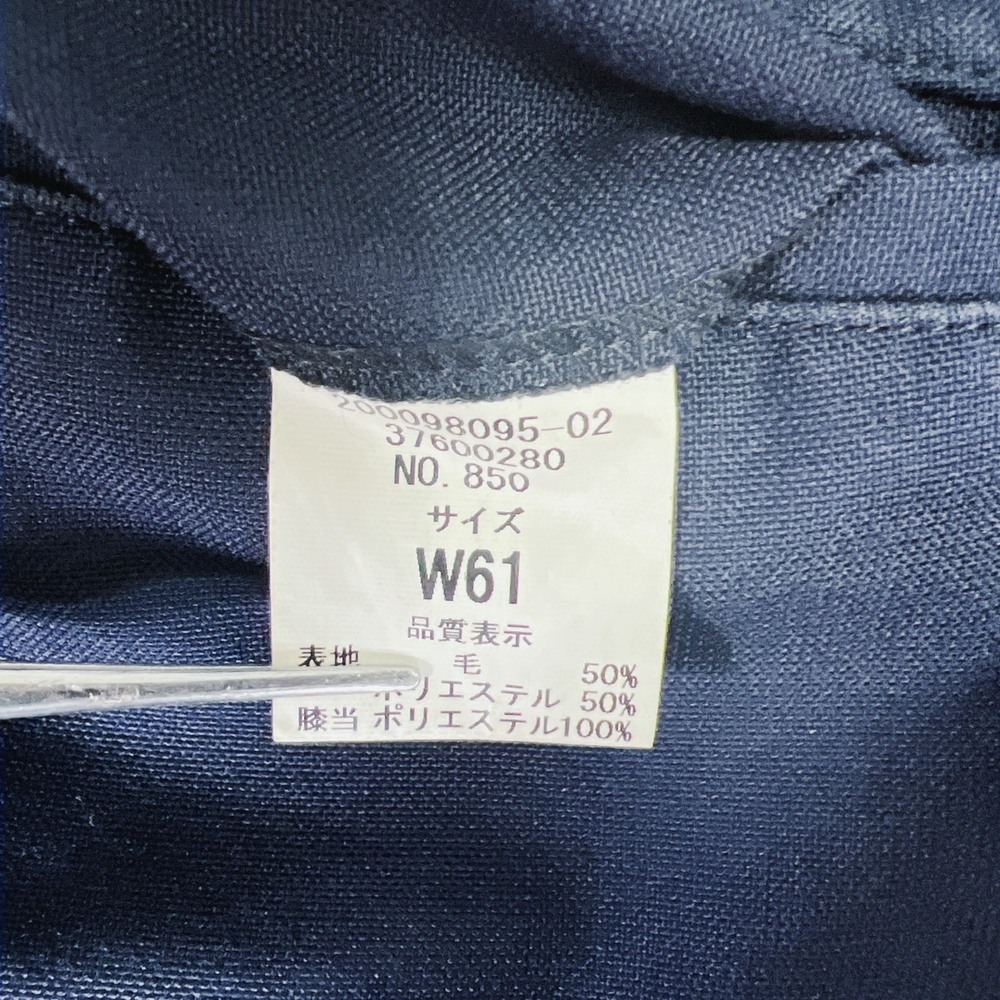 200098095-02
37600280
NO. 850
サイズ
W61
品質表示
表地 毛 50%
ポリエステル 50%
膝当 ポリエステル100%